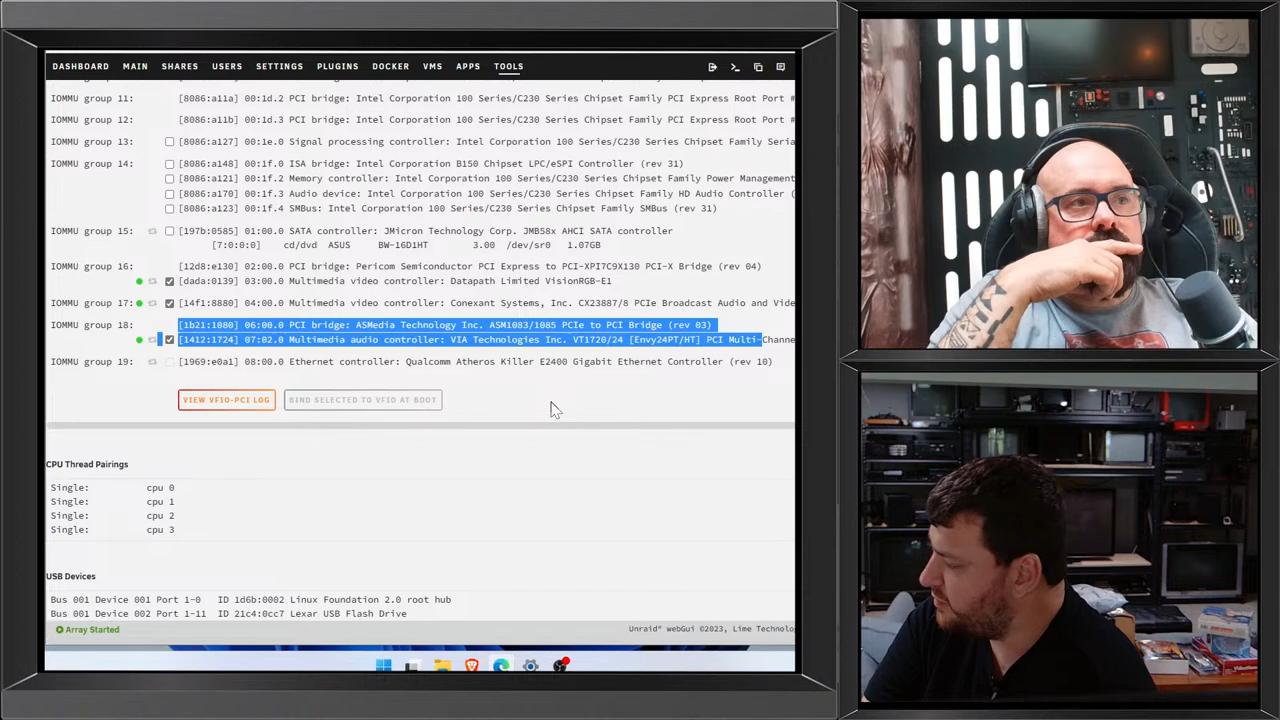 DASHBOARD MAIN SHARES USERS SETTINGS PLUGINS DOCKER VMS APPS TOOLS
IOMMU group 11: [8086:a11a] 00:1d.2 PCI bridge: Intel Corporation 100 Series/C230 Series Chipset Family PCI Express Root Port #
IOMMU group 12: [8086:a11b] 00:1d.3 PCI bridge: Intel Corporation 100 Series/C230 Series Chipset Family PCI Express Root Port #
IOMMU group 13: [8086:a127] 00:1e.0 Signal processing controller: Intel Corporation 100 Series/C230 Series Chipset Family Seria
IOMMU group 14: [8086:a148] 00:1f.0 ISA bridge: Intel Corporation B150 Chipset LPC/eSPI Controller (rev 31)
[8086:a121] 00:1f.2 Memory controller: Intel Corporation 100 Series/C230 Series Chipset Family Power Management
[8086:a170] 00:1f.3 Audio device: Intel Corporation 100 Series/C230 Series Chipset Family HD Audio Controller (
[8086:a123] 00:1f.4 SMBus: Intel Corporation 100 Series/C230 Series Chipset Family SMBus (rev 31)
IOMMU group 15: [197b:0585] 01:00.0 SATA controller: JMicron Technology Corp. JMB58x AHCI SATA controller
[7:0:0:0] cd/dvd ASUS BW-16D1HT 3.00 /dev/sr0 1.07GB
IOMMU group 16: [12d8:e130] 02:00.0 PCI bridge: Pericom Semiconductor PCI Express to PCI-XPI7C9X130 PCI-X Bridge (rev 04)
[dada:0139] 03:00.0 Multimedia video controller: Datapath Limited VisionRGB-E1
IOMMU group 17: [14f1:8880] 04:00.0 Multimedia video controller: Conexant Systems, Inc. CX23887/8 PCIe Broadcast Audio and Vide
IOMMU group 18: [1b21:1080] 06:00.0 PCI bridge: ASMedia Technology Inc. ASM1083/1085 PCIe to PCI Bridge (rev 03)
[1412:1724] 07:02.0 Multimedia audio controller: VIA Technologies Inc. VT1720/24 [Envy24PT/HT] PCI Multi-Channe
IOMMU group 19: [1969:e0a1] 08:00.0 Ethernet controller: Qualcomm Atheros Killer E2400 Gigabit Ethernet Controller (rev 10)
VIEW VFIO-PCI LOG BIND SELECTED TO VFIO AT BOOT
CPU Thread Pairings
Single: cpu 0
Single: cpu 1
Single: cpu 2
Single: cpu 3
USB Devices
Bus 001 Device 001 Port 1-0 ID 1d6b:0002 Linux Foundation 2.0 root hub
Bus 001 Device 002 Port 1-11 ID 21c4:0cc7 Lexar USB Flash Drive
Array Started Unraid® webGui ©2023, Lime Technolo